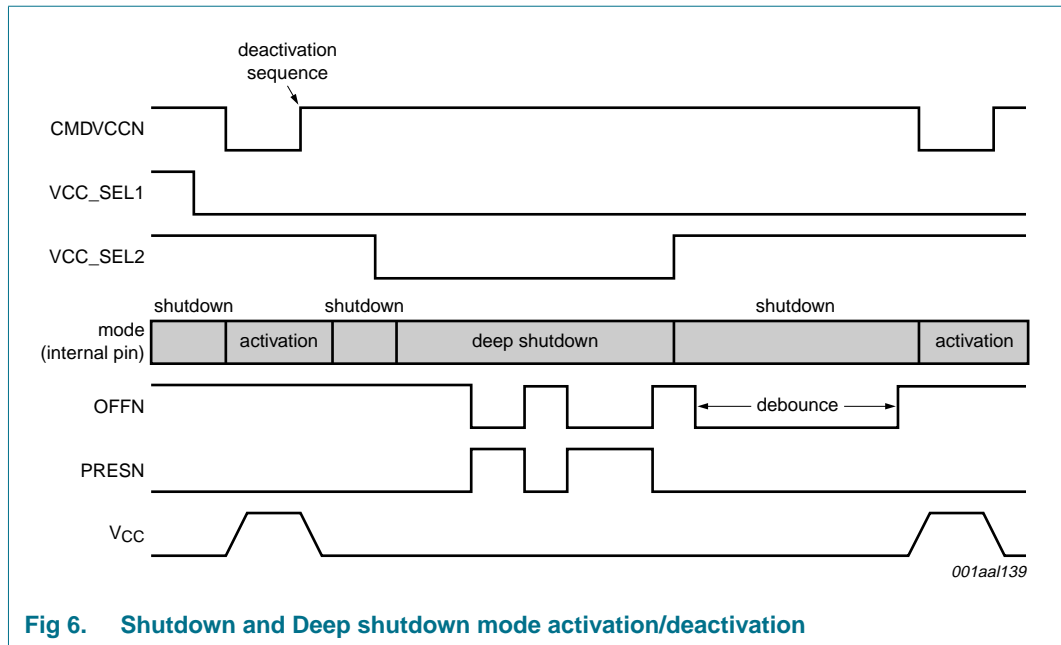 deactivation
sequence
CMDVCCN
VCC_SEL1
VCC_SEL2
shutdown
shutdown
shutdown
mode
(internal pin)
activation
deep shutdown
activation
OFFN
debounce
PRESN
VCC
001aal139
Fig 6. Shutdown and Deep shutdown mode activation/deactivation